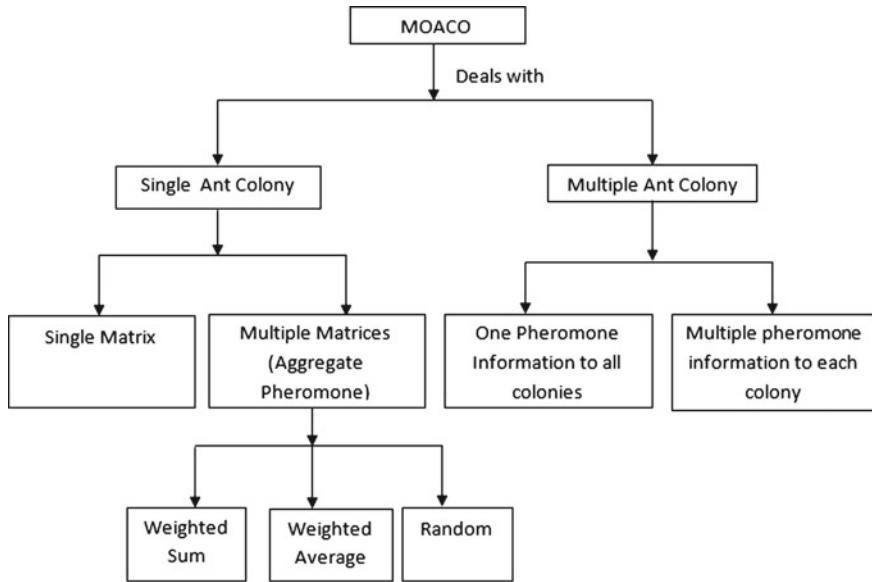 MOACO
Deals with
Single Ant Colony
Multiple Ant Colony
Single Matrix
Multiple Matrices
(Aggregate
Pheromone)
One Pheromone
Information to all
colonies
Multiple pheromone
information to each
colony
Weighted
Sum
Weighted
Average
Random